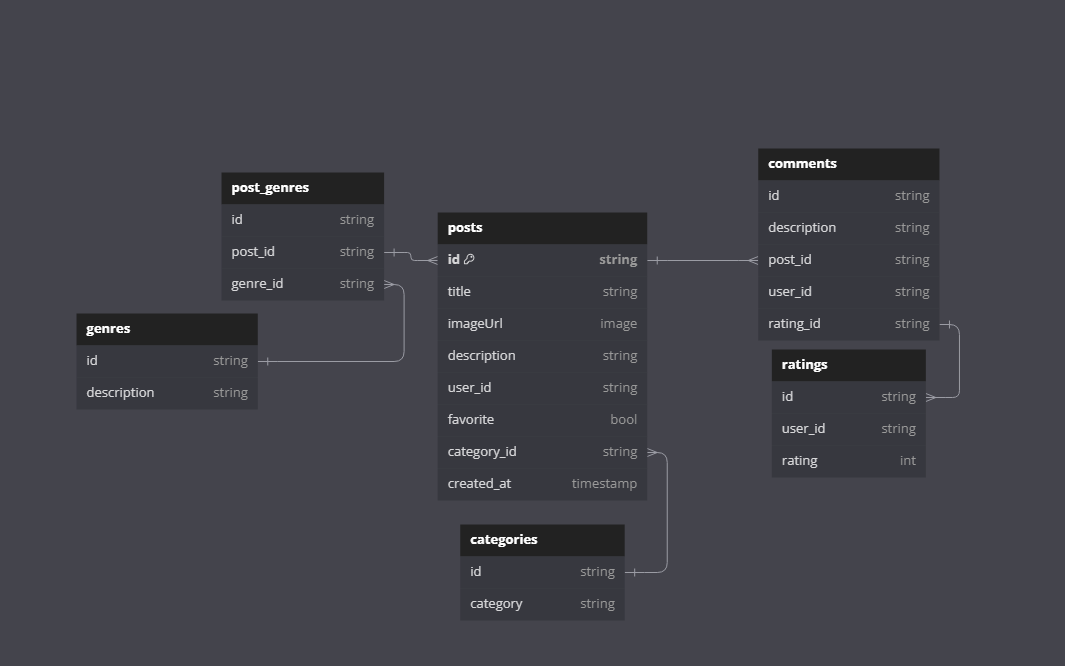 post_genres
id string
post_id string
genre_id string
genres
id string
description string
posts
id string
title string
imageUrl image
description string
user_id string
favorite bool
category_id string
created_at timestamp
categories
id string
category string
comments
id string
description string
post_id string
user_id string
rating_id string
ratings
id string
user_id string
rating int